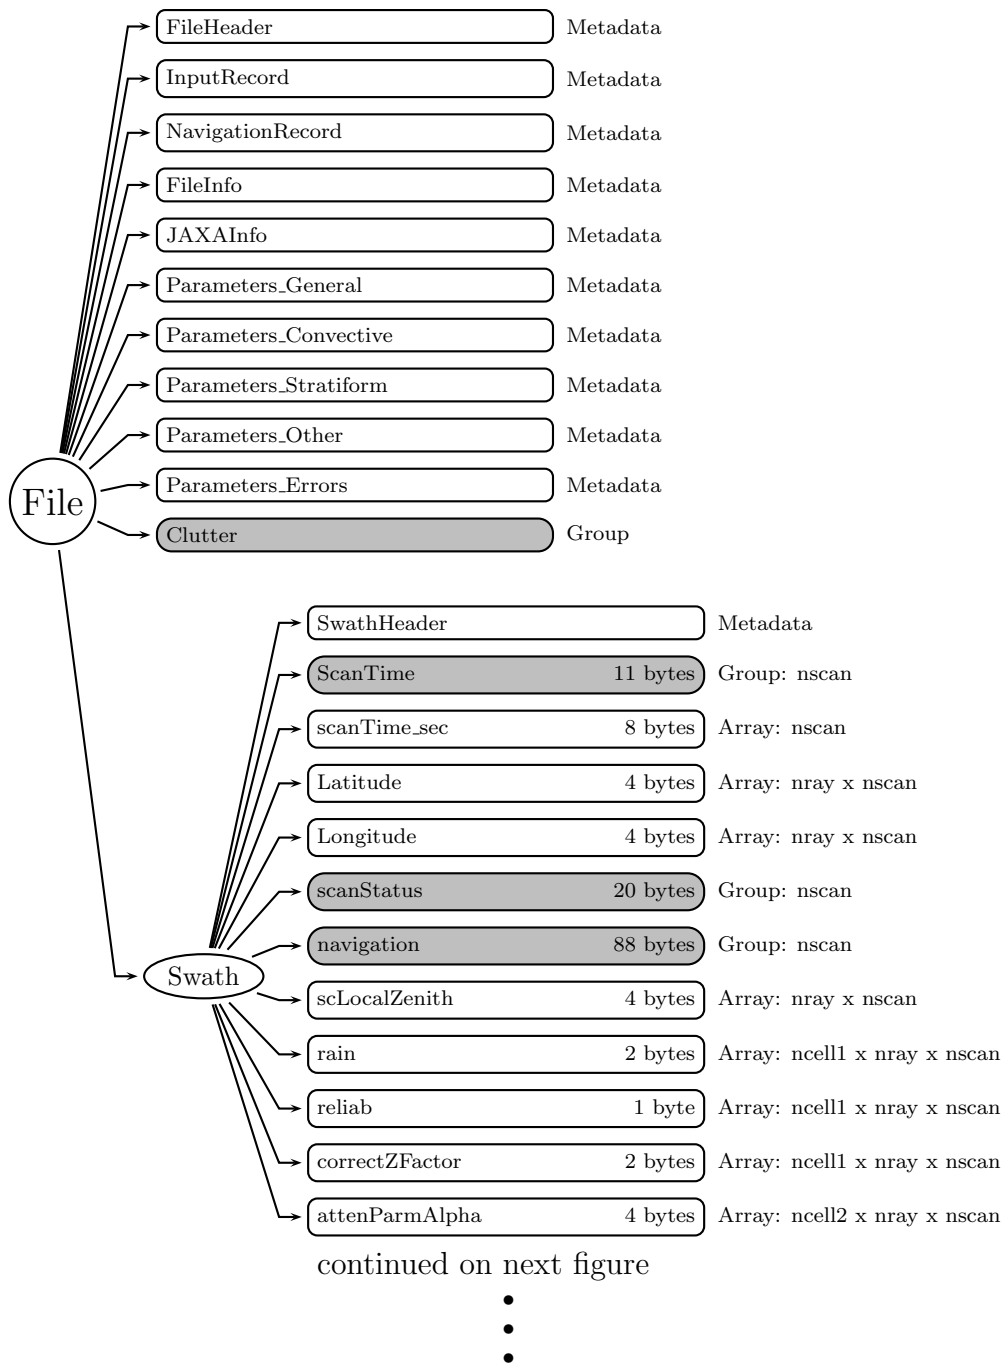 FileHeader Metadata
InputRecord Metadata
NavigationRecord Metadata
FileInfo Metadata
JAXAInfo Metadata
Parameters_General Metadata
Parameters_Convective Metadata
Parameters_Stratiform Metadata
Parameters_Other Metadata
Parameters_Errors Metadata
File
Clutter Group
SwathHeader Metadata
ScanTime 11 bytes Group: nscan
scanTime_sec 8 bytes Array: nscan
Latitude 4 bytes Array: nray x nscan
Longitude 4 bytes Array: nray x nscan
scanStatus 20 bytes Group: nscan
navigation 88 bytes Group: nscan
Swath
scLocalZenith 4 bytes Array: nray x nscan
rain 2 bytes Array: ncell1 x nray x nscan
reliab 1 byte Array: ncell1 x nray x nscan
correctZFactor 2 bytes Array: ncell1 x nray x nscan
attenParmAlpha 4 bytes Array: ncell2 x nray x nscan
continued on next figure